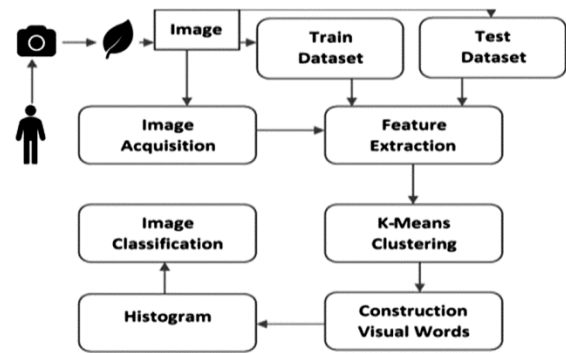 Image
Train
Dataset
Test
Dataset
Image
Acquisition
Feature
Extraction
Image
Classification
K-Means
Clustering
Histogram
Construction
Visual Words